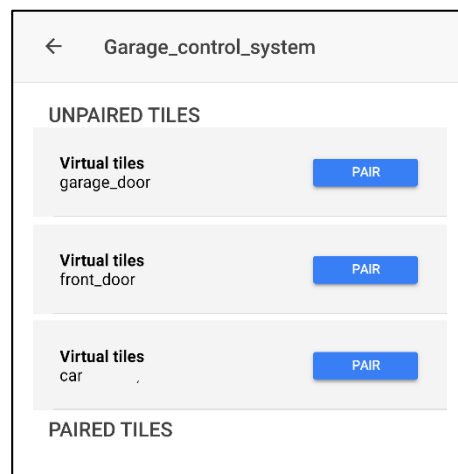 Garage_control_system
UNPAIRED TILES
Virtual tiles
garage_door
PAIR
Virtual tiles
front_door
PAIR
Virtual tiles
car
PAIR
PAIRED TILES